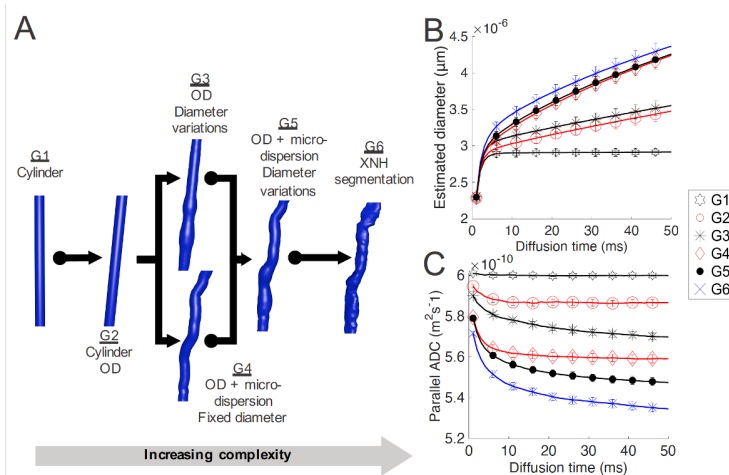 A
G1
Cylinder
G2
Cylinder
OD
G3
OD
Diameter
variations
G4
OD + micro-
dispersion
Fixed diameter
G5
OD + micro-
dispersion
Diameter
variations
G6
XNH
segmentation
Increasing complexity
B
× 10⁻⁶
4.5
4
3.5
3
2.5
2
Estimated diameter (μm)
0 10 20 30 40 50
Diffusion time (ms)
C
× 10⁻¹⁰
6
5.8
5.6
5.4
5.2
Parallel ADC (m²s⁻¹)
0 10 20 30 40 50
Diffusion time (ms)
G1
G2
G3
G4
G5
G6